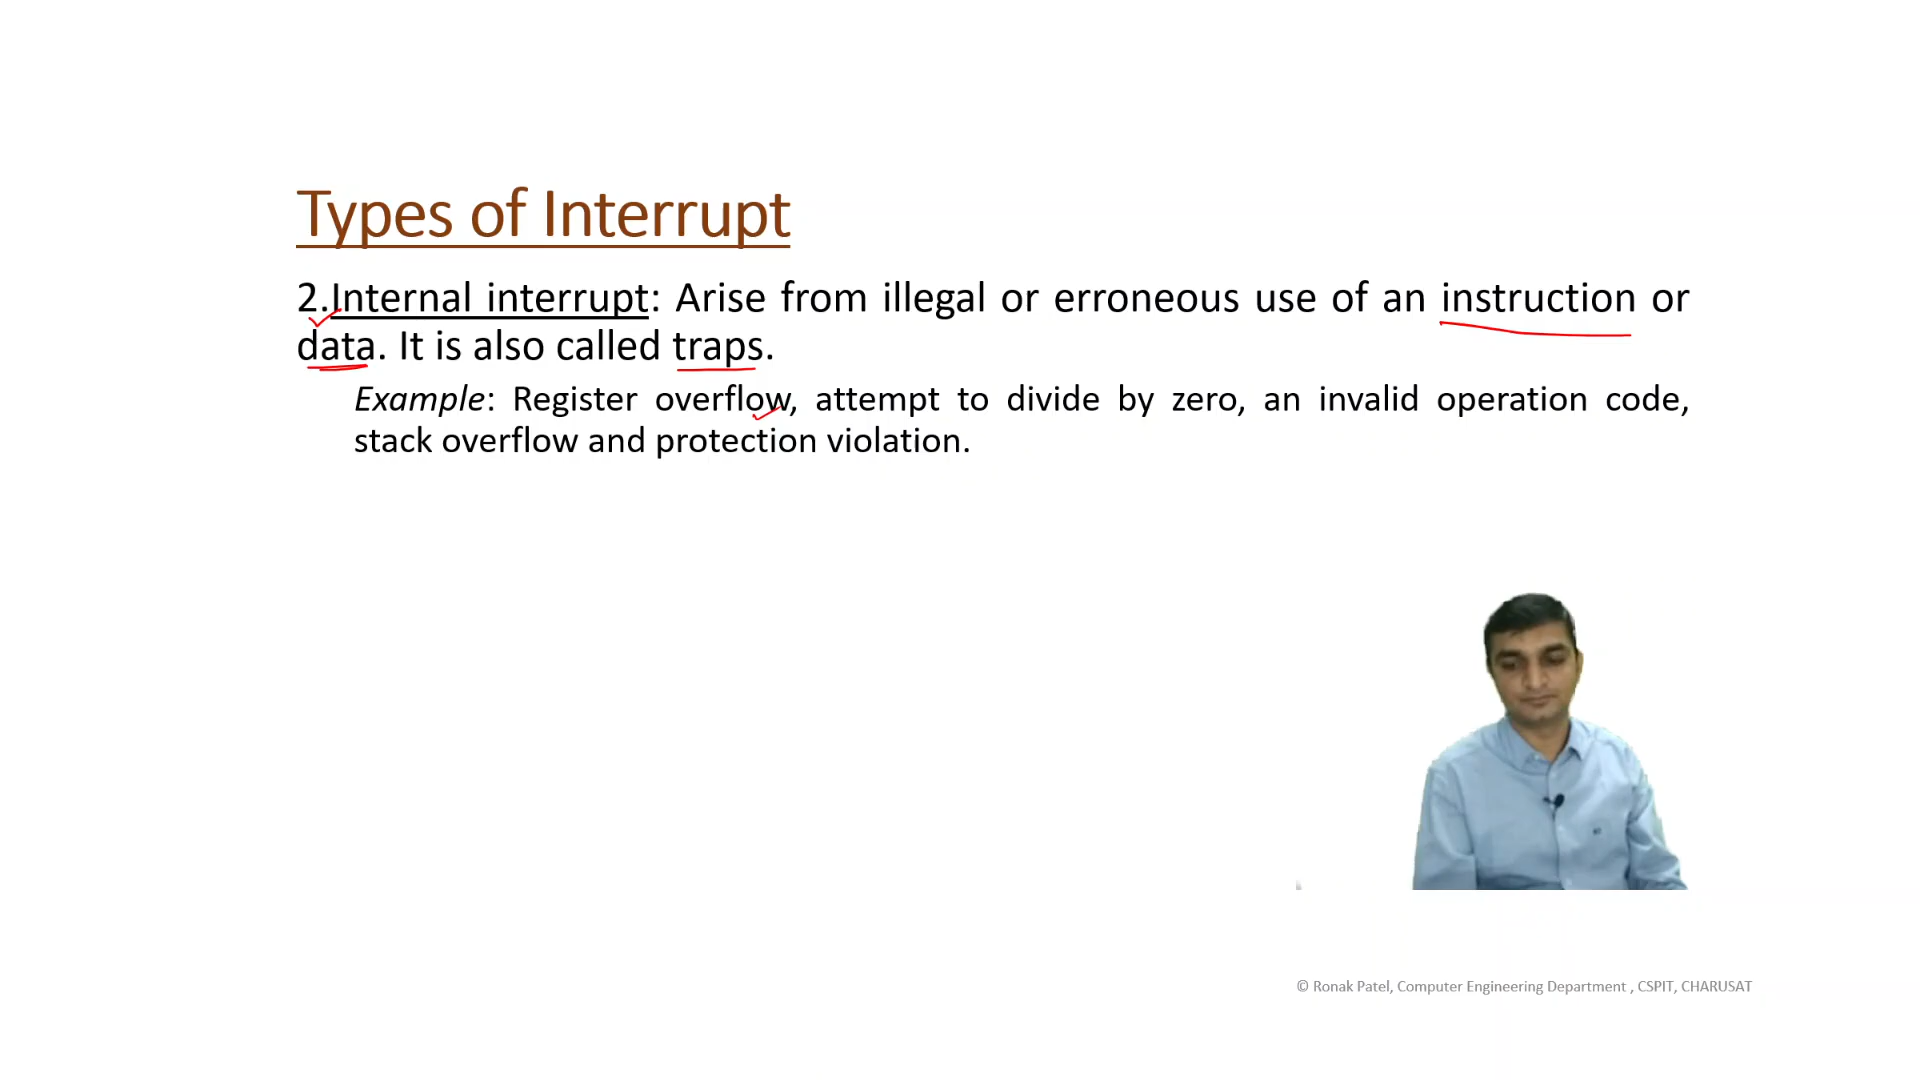 Types of Interrupt
2.Internal interrupt: Arise from illegal or erroneous use of an instruction or
data. It is also called traps.
Example: Register overflow, attempt to divide by zero, an invalid operation code,
stack overflow and protection violation.
© Ronak Patel, Computer Engineering Department , CSPIT, CHARUSAT